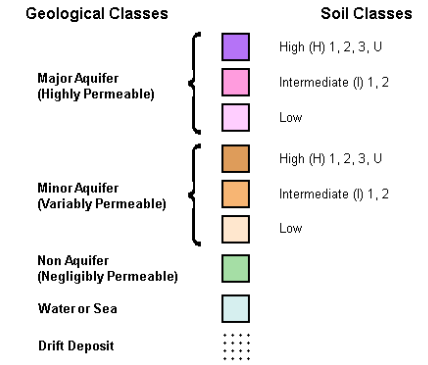 Geological Classes
Soil Classes
Major Aquifer
(Highly Permeable)
High (H) 1, 2, 3, U
Intermediate (I) 1, 2
Low
Minor Aquifer
(Variably Permeable)
High (H) 1, 2, 3, U
Intermediate (I) 1, 2
Low
Non Aquifer
(Negligibly Permeable)
Water or Sea
Drift Deposit